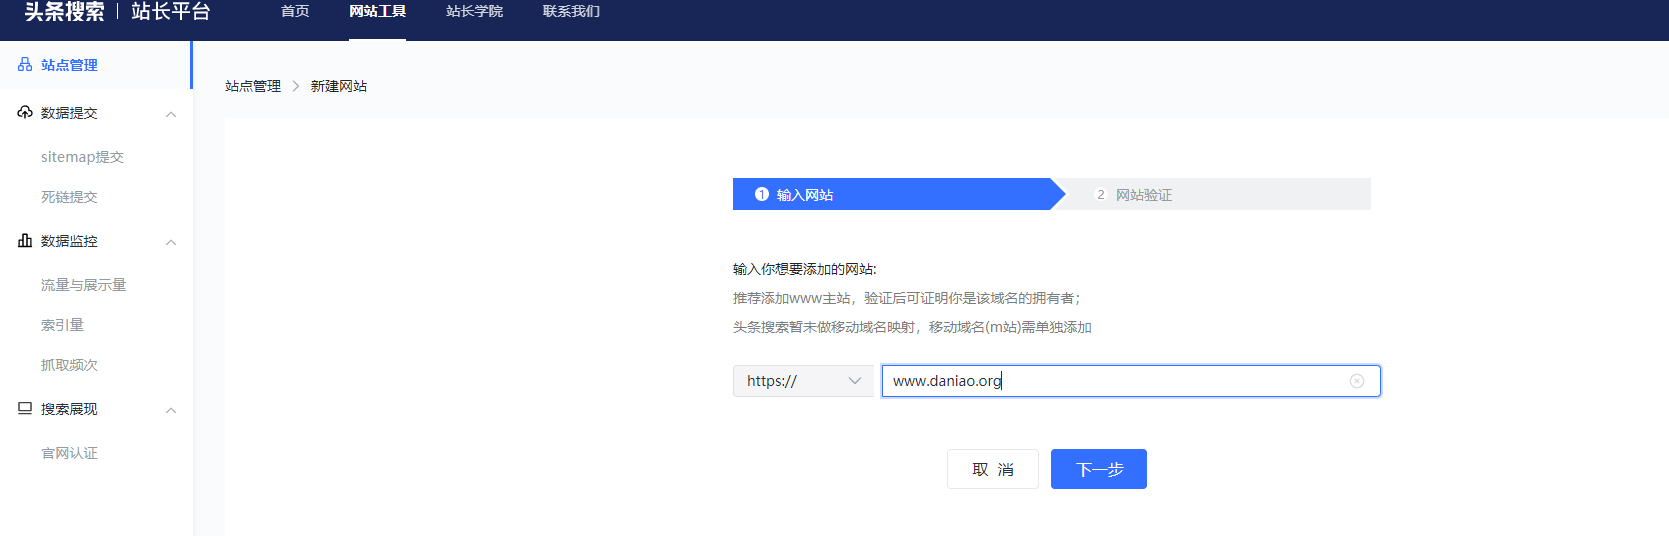 头条搜索 | 站长平台 首页 网站工具 站长学院 联系我们
站点管理
数据提交
sitemap提交
死链提交
数据监控
流量与展示量
索引量
抓取频次
搜索展现
官网认证
站点管理 > 新建网站
1 输入网站 2 网站验证
输入你想要添加的网站:
推荐添加www主站，验证后可证明你是该域名的拥有者；
头条搜索暂未做移动域名映射，移动域名(m站)需单独添加
https:// www.daniao.org
取 消 下一步